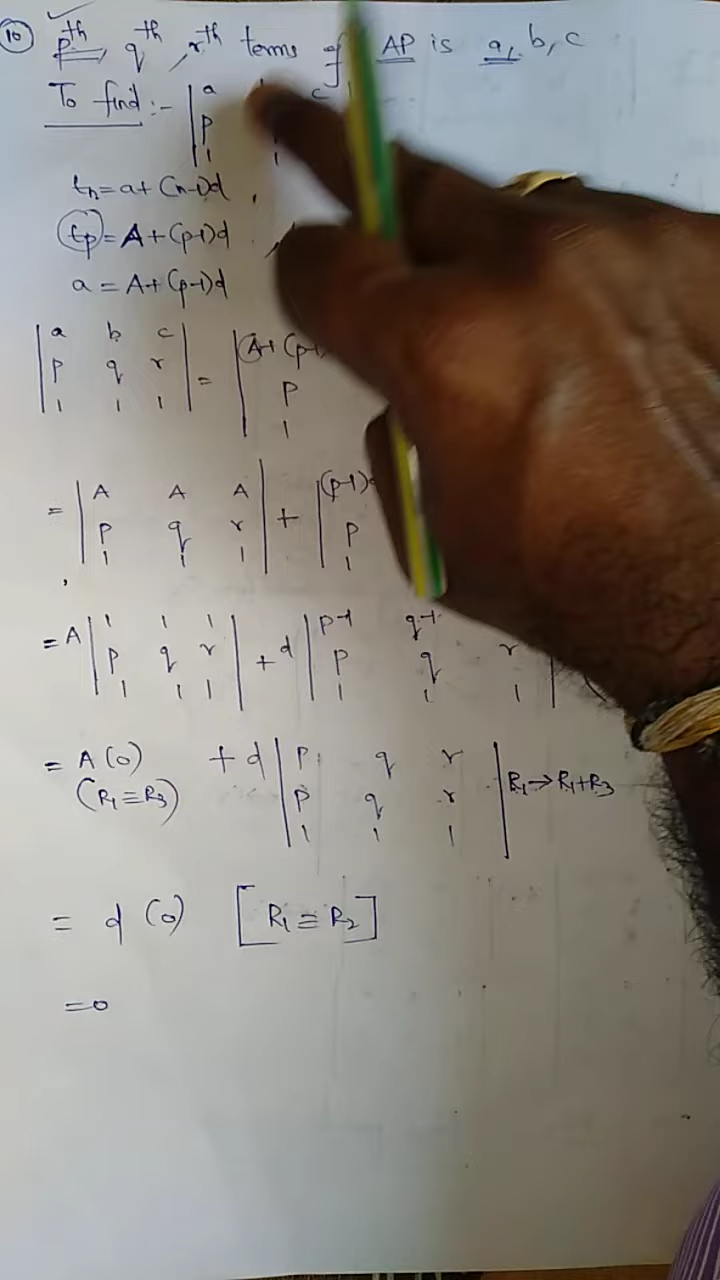 10 pth, qth, rth terms of AP is a, b, c
To find :- | a c |
| p
| 1 1
tn = a + (n-1)d ,
tp = A + (p-1)d
a = A + (p-1)d
| a b c | = | A + (p-1
| p q r | | p
| 1 1 1 | | 1
= | A A A | + | (p-1)
| p q r | | p
| 1 1 1 | | 1
= A | 1 1 1 | + d | p-1 q-1
| p q r | | p q r |
| 1 1 1 | | 1 1 1 |
= A (0) + d | p q r | R1 → R1 + R3
(R1 ≡ R3) | p q r |
| 1 1 1 |
= d (0) [ R1 ≡ R2 ]
= 0